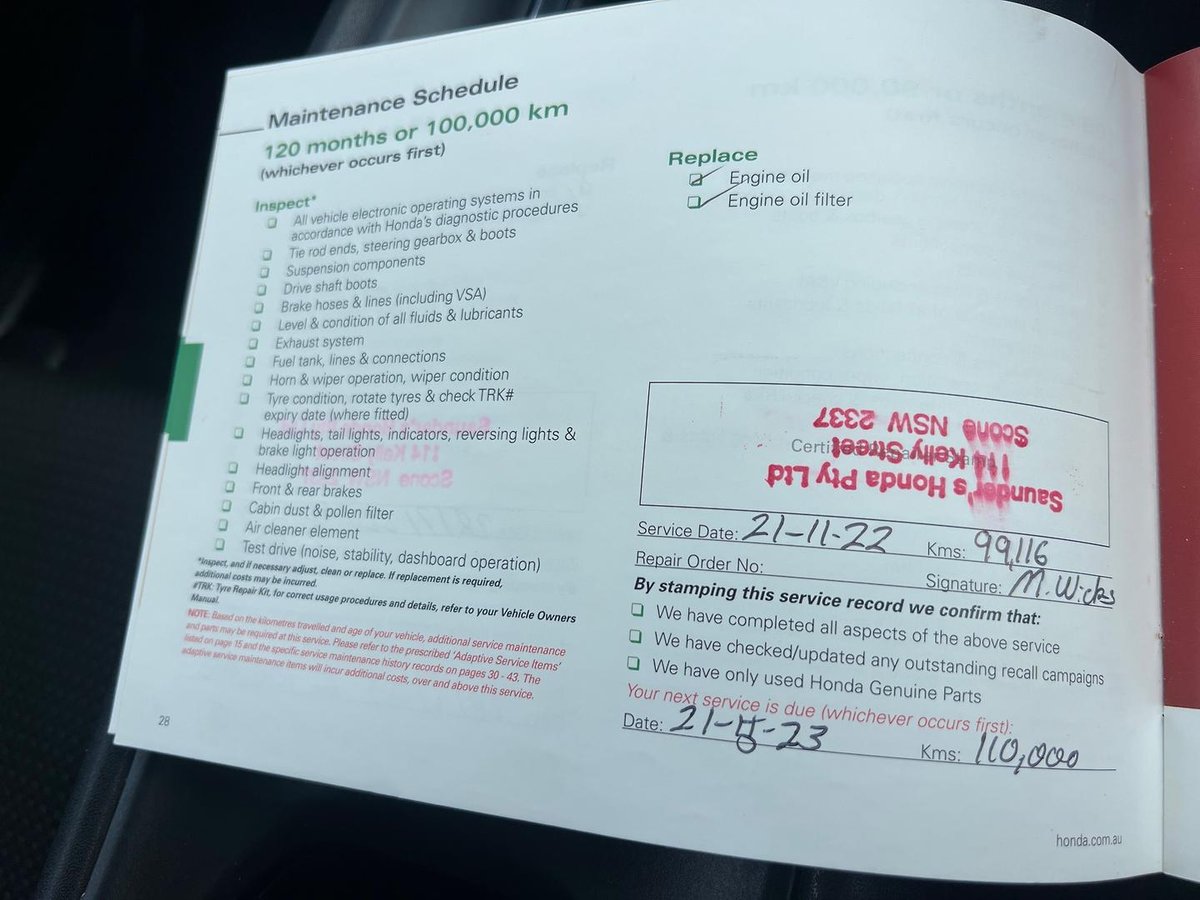 Maintenance Schedule
120 months or 100,000 km
(whichever occurs first)
Inspect*
All vehicle electronic operating systems in
accordance with Honda's diagnostic procedures
Tie rod ends, steering gearbox & boots
Suspension components
Drive shaft boots
Brake hoses & lines (including VSA)
Level & condition of all fluids & lubricants
Exhaust system
Fuel tank, lines & connections
Horn & wiper operation, wiper condition
Tyre condition, rotate tyres & check TRK#
expiry date (where fitted)
Headlights, tail lights, indicators, reversing lights &
brake light operation
Headlight alignment
Front & rear brakes
Cabin dust & pollen filter
Air cleaner element
Test drive (noise, stability, dashboard operation)
*Inspect, and if necessary adjust, clean or replace. If replacement is required,
additional costs may be incurred.
#TRK: Tyre Repair Kit, for correct usage procedures and details, refer to your Vehicle Owners
Manual.
NOTE: Based on the kilometres travelled and age of your vehicle, additional service maintenance
and parts may be required at this service. Please refer to the prescribed 'Adaptive Service Items'
listed on page 15 and the specific service maintenance history records on pages 30 - 43. The
adaptive service maintenance items will incur additional costs, over and above this service.
28
Replace
Engine oil
Engine oil filter
Saunder's Honda Pty Ltd
114 Kelly Street
Scone NSW 2337
Service Date: 21-11-22 Kms: 99,116
Repair Order No: Signature: M. Wicks
By stamping this service record we confirm that:
We have completed all aspects of the above service
We have checked/updated any outstanding recall campaigns
We have only used Honda Genuine Parts
Your next service is due (whichever occurs first):
Date: 21-5-23 Kms: 110,000
honda.com.au